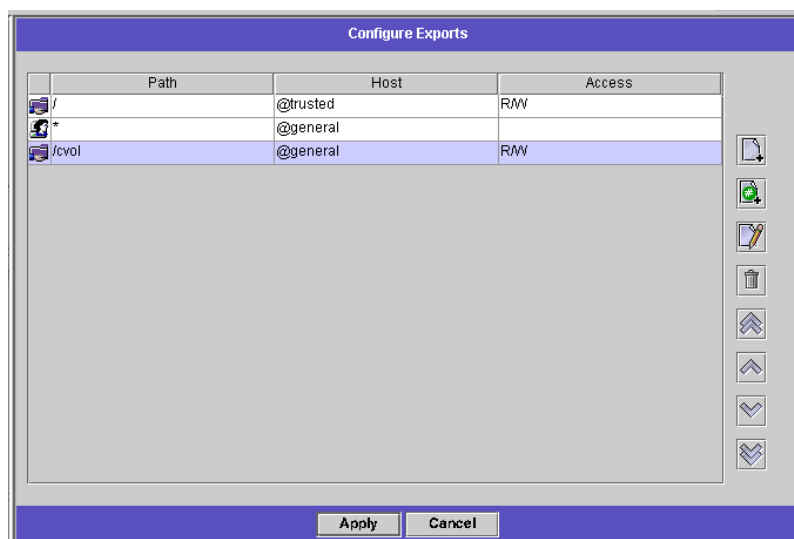 Configure Exports
Path Host Access
/ @trusted R/W
* @general
/cvol @general R/W
Apply Cancel